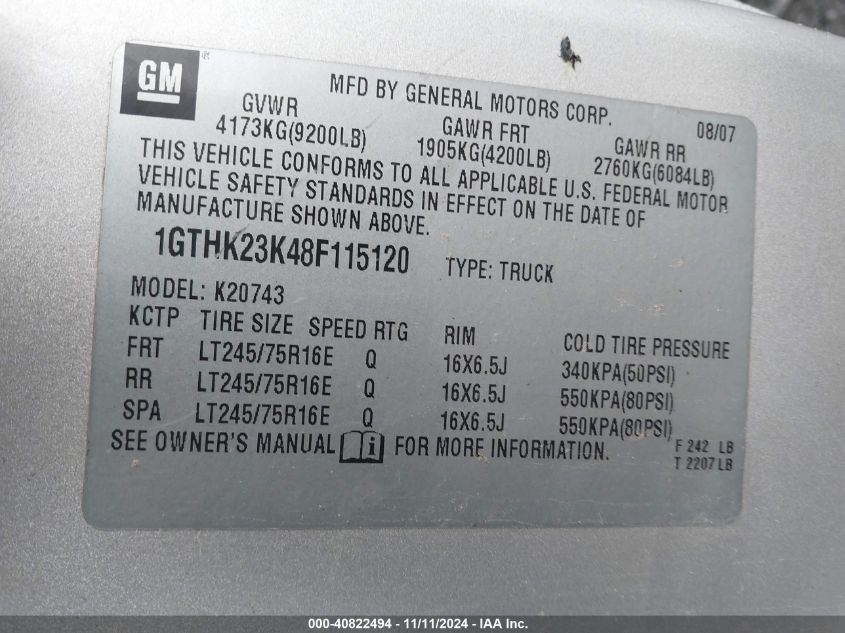 GM
MFD BY GENERAL MOTORS CORP. 08/07
GVWR GAWR FRT GAWR RR
4173KG(9200LB) 1905KG(4200LB) 2760KG(6084LB)
THIS VEHICLE CONFORMS TO ALL APPLICABLE U.S. FEDERAL MOTOR
VEHICLE SAFETY STANDARDS IN EFFECT ON THE DATE OF
MANUFACTURE SHOWN ABOVE.
1GTHK23K48F115120 TYPE: TRUCK
MODEL: K20743
KCTP TIRE SIZE SPEED RTG RIM COLD TIRE PRESSURE
FRT LT245/75R16E Q 16X6.5J 340KPA(50PSI)
RR LT245/75R16E Q 16X6.5J 550KPA(80PSI)
SPA LT245/75R16E Q 16X6.5J 550KPA(80PSI)
SEE OWNER'S MANUAL i FOR MORE INFORMATION.
F 242 LB
T 2207 LB
000-40822494 - 11/11/2024 - IAA Inc.